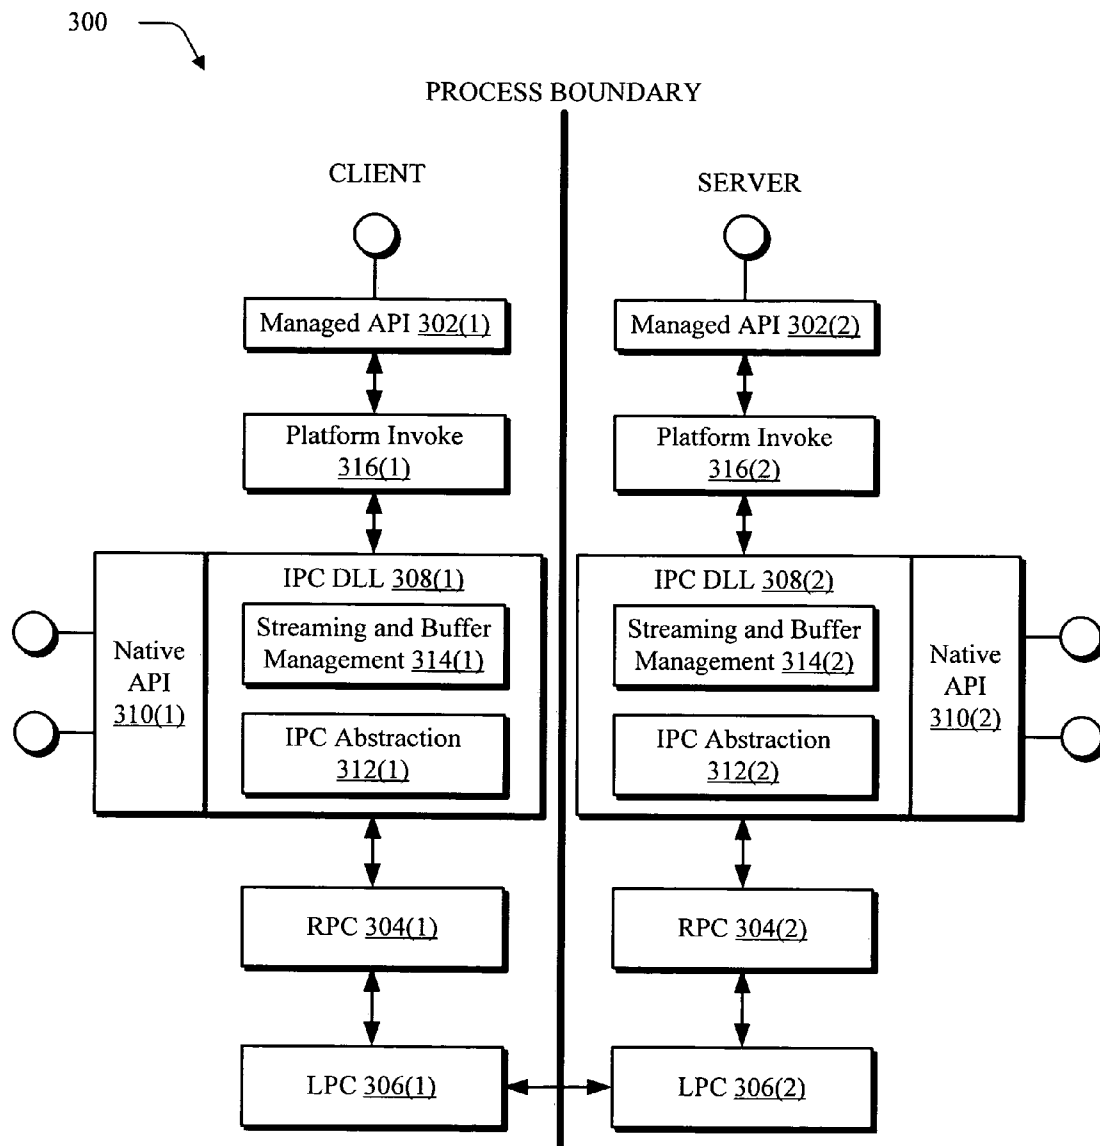 300
PROCESS BOUNDARY
CLIENT
SERVER
Managed API 302(1)
Managed API 302(2)
Platform Invoke
316(1)
Platform Invoke
316(2)
IPC DLL 308(1)
Streaming and Buffer
Management 314(1)
IPC Abstraction
312(1)
Native
API
310(1)
IPC DLL 308(2)
Streaming and Buffer
Management 314(2)
IPC Abstraction
312(2)
Native
API
310(2)
RPC 304(1)
RPC 304(2)
LPC 306(1)
LPC 306(2)